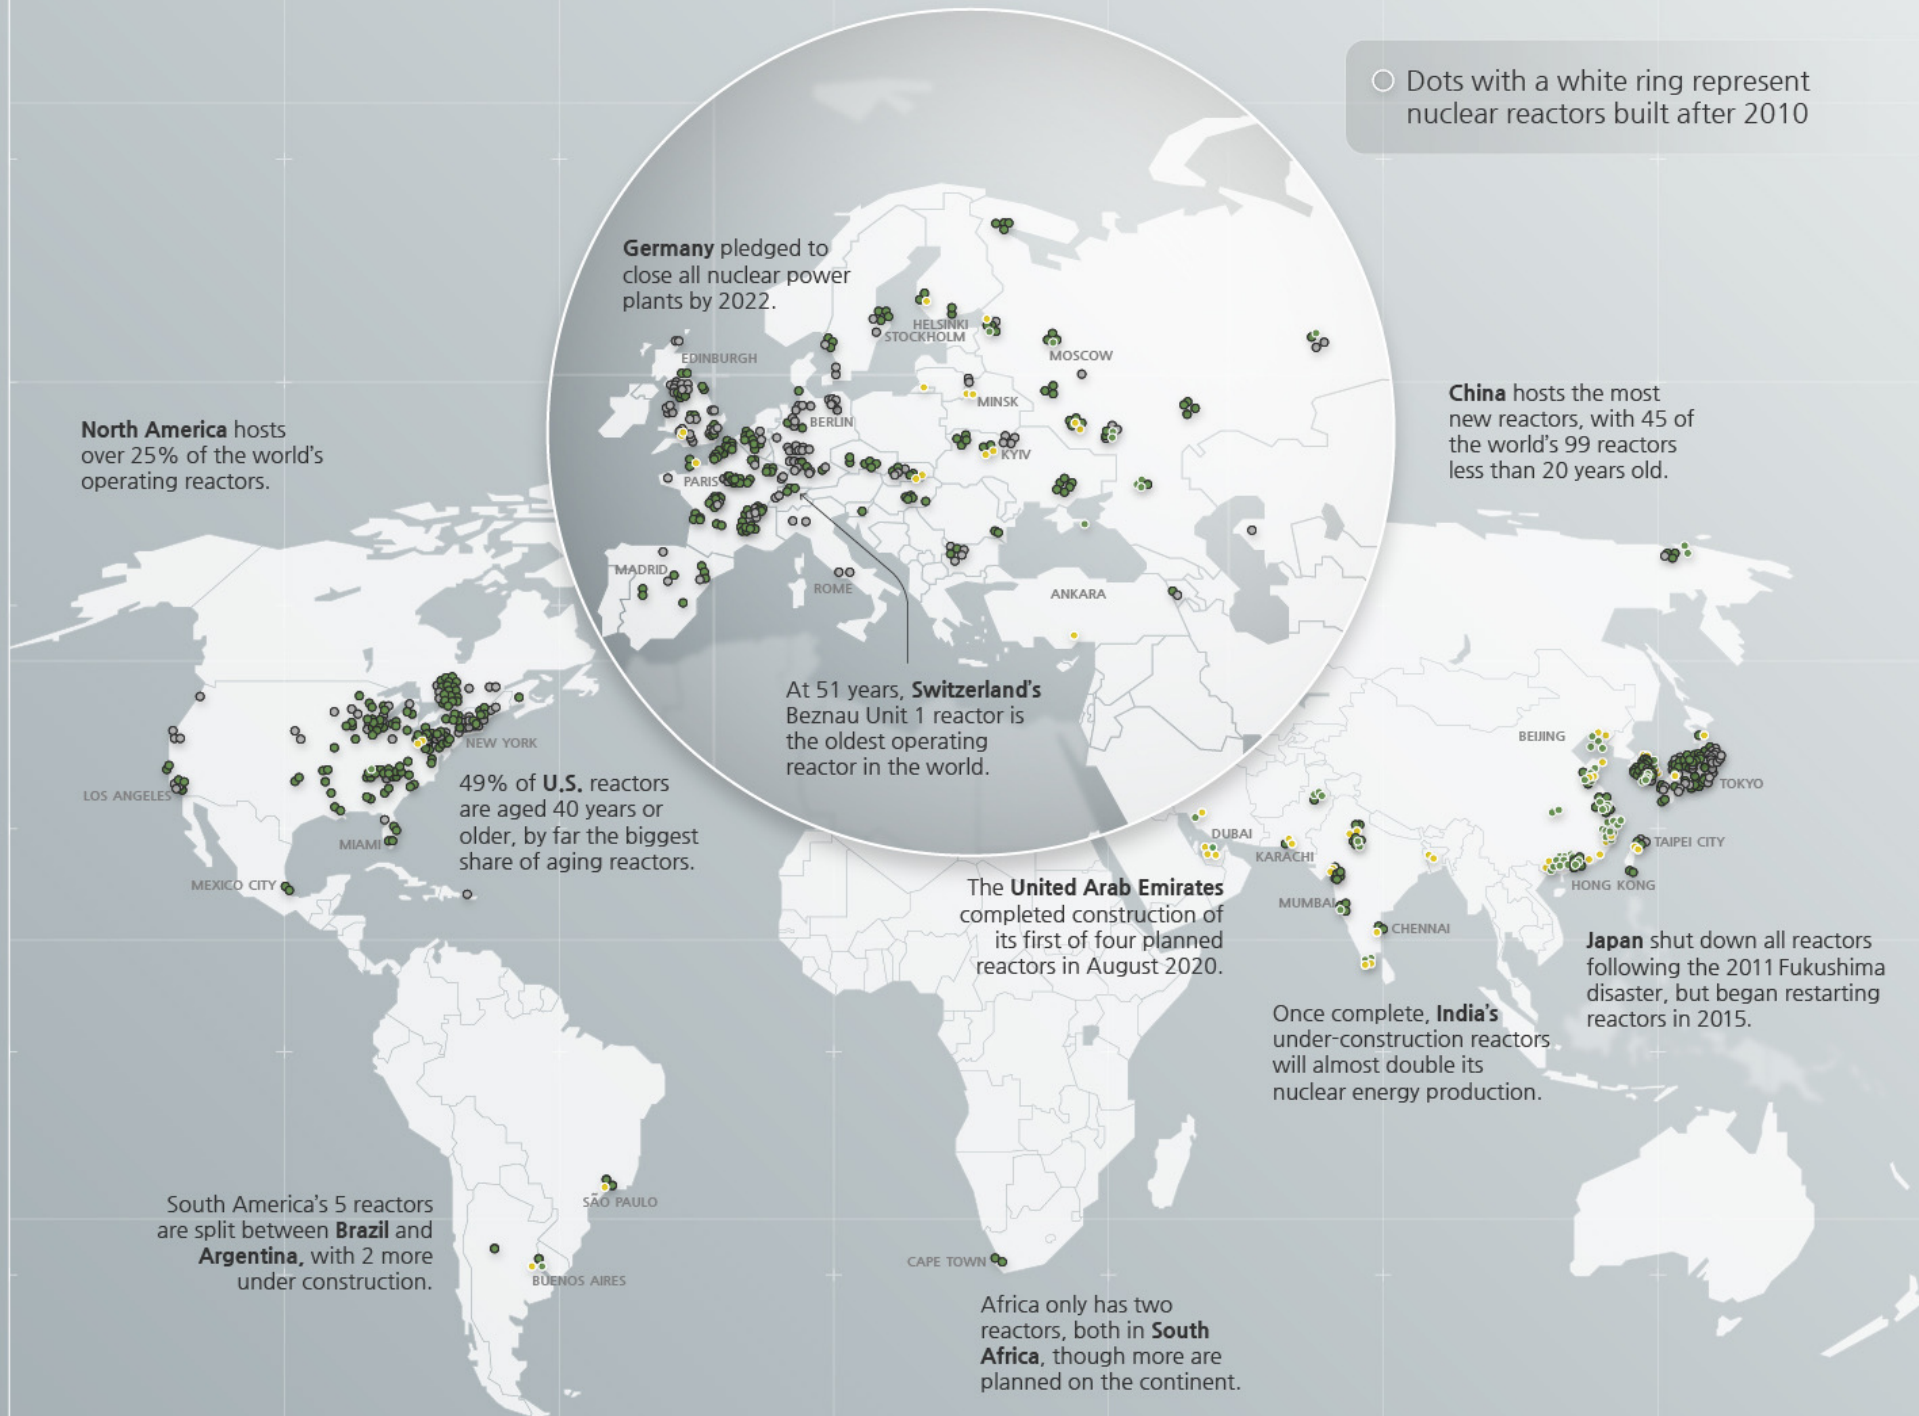 Dots with a white ring represent
nuclear reactors built after 2010
Germany pledged to
close all nuclear power
plants by 2022.
EDINBURGH
HELSINKI
STOCKHOLM
MOSCOW
MINSK
BERLIN
KYIV
PARIS
MADRID
ROME
ANKARA
North America hosts
over 25% of the world's
operating reactors.
China hosts the most
new reactors, with 45 of
the world's 99 reactors
less than 20 years old.
At 51 years, Switzerland's
Beznau Unit 1 reactor is
the oldest operating
reactor in the world.
NEW YORK
LOS ANGELES
MIAMI
MEXICO CITY
49% of U.S. reactors
are aged 40 years or
older, by far the biggest
share of aging reactors.
BEIJING
TOKYO
TAIPEI CITY
HONG KONG
DUBAI
KARACHI
MUMBAI
CHENNAI
The United Arab Emirates
completed construction of
its first of four planned
reactors in August 2020.
Japan shut down all reactors
following the 2011 Fukushima
disaster, but began restarting
reactors in 2015.
Once complete, India's
under-construction reactors
will almost double its
nuclear energy production.
South America's 5 reactors
are split between Brazil and
Argentina, with 2 more
under construction.
SÃO PAULO
BUENOS AIRES
CAPE TOWN
Africa only has two
reactors, both in South
Africa, though more are
planned on the continent.